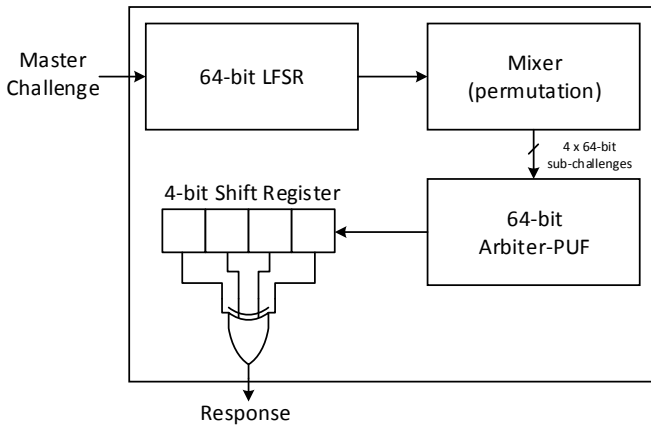 Master
Challenge
64-bit LFSR
Mixer
(permutation)
4 x 64-bit
sub-challenges
4-bit Shift Register
64-bit
Arbiter-PUF
Response